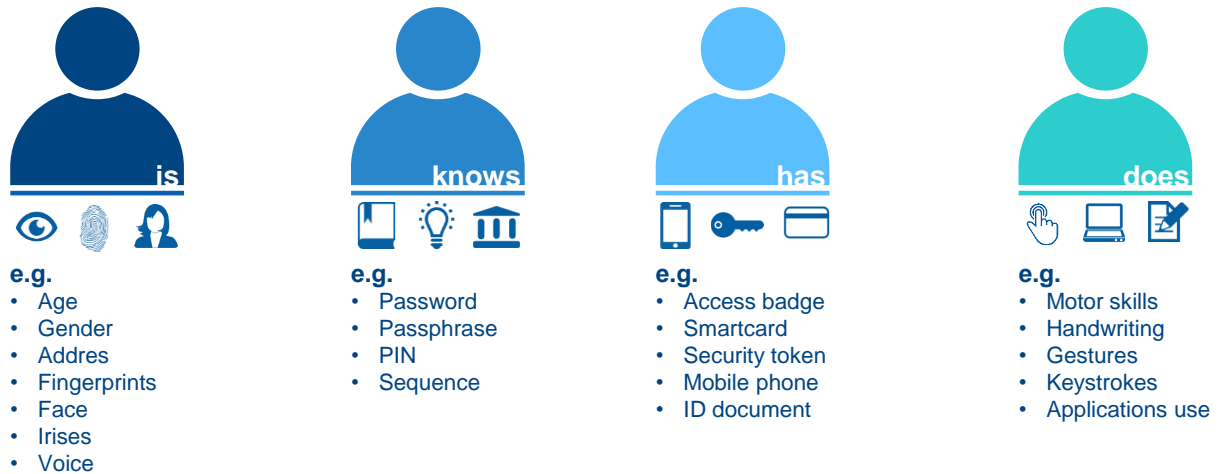 is
e.g.
• Age
• Gender
• Addres
• Fingerprints
• Face
• Irises
• Voice
knows
e.g.
• Password
• Passphrase
• PIN
• Sequence
has
e.g.
• Access badge
• Smartcard
• Security token
• Mobile phone
• ID document
does
e.g.
• Motor skills
• Handwriting
• Gestures
• Keystrokes
• Applications use